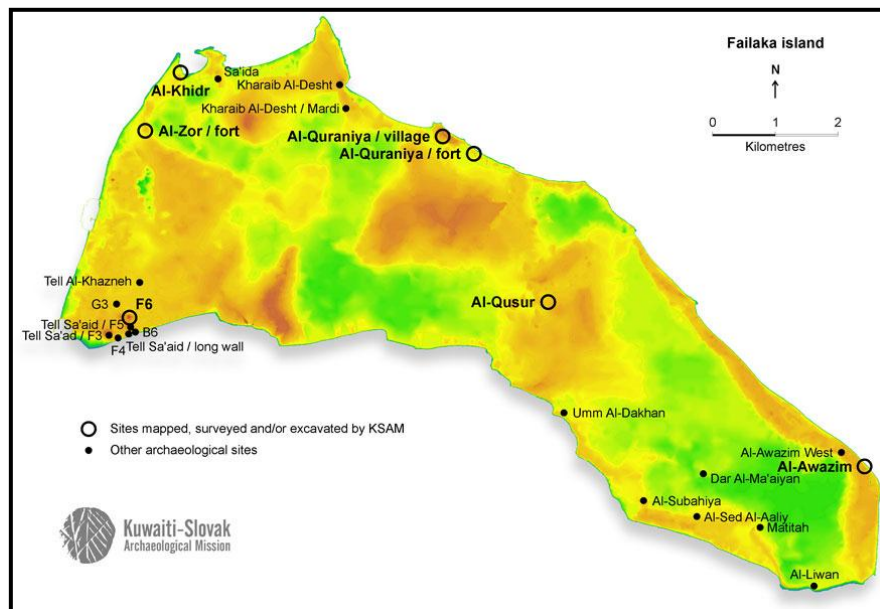 Failaka island
N
0 1 2
Kilometres
Sa'ida
Al-Khidr
Kharaib Al-Desht
Kharaib Al-Desht / Mardi
Al-Zor / fort
Al-Quraniya / village
Al-Quraniya / fort
Tell Al-Khazneh
G3
F6
Al-Qusur
Tell Sa'aid / F5
B6
Tell Sa'ad / F3
F4
Tell Sa'aid / long wall
Umm Al-Dakhan
Sites mapped, surveyed and/or excavated by KSAM
Other archaeological sites
Al-Awazim West
Al-Awazim
Dar Al-Ma'aiyan
Al-Subahiya
Al-Sed Al-Aaliy
Matitah
Al-Liwan
Kuwaiti-Slovak
Archaeological Mission